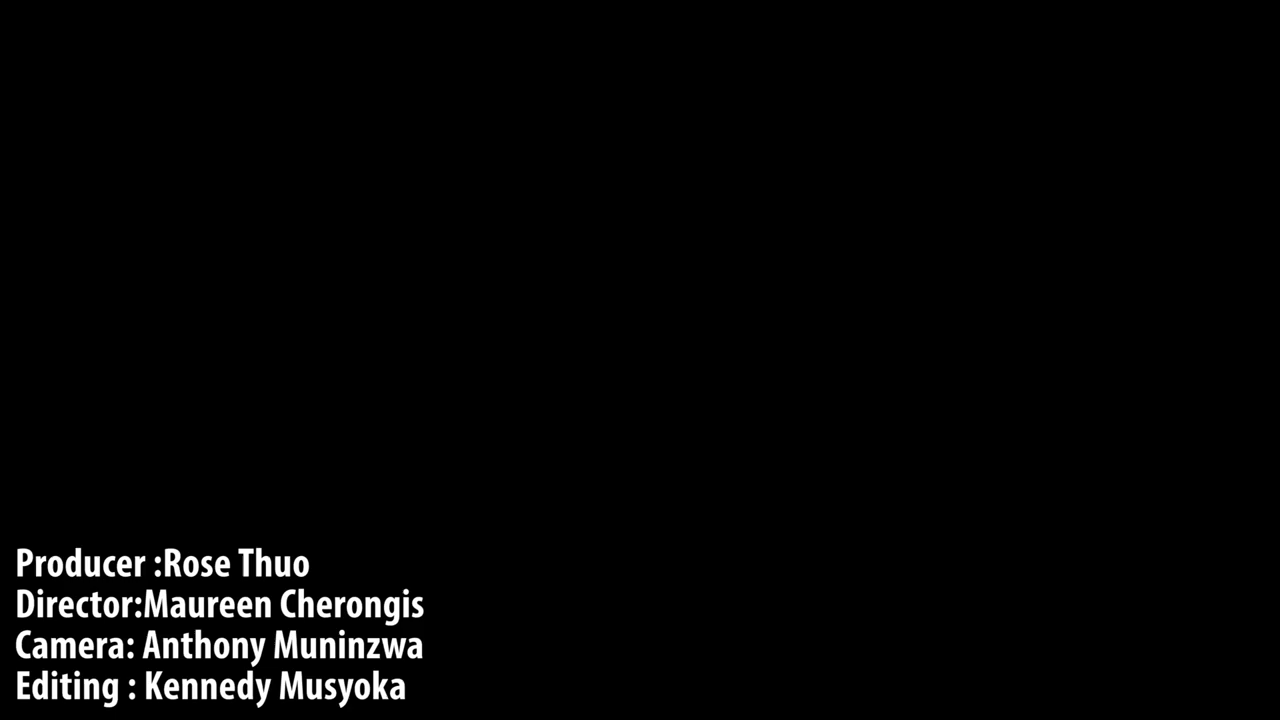 Producer :Rose Thuo
Director:Maureen Cherongis
Camera: Anthony Muninzwa
Editing : Kennedy Musyoka